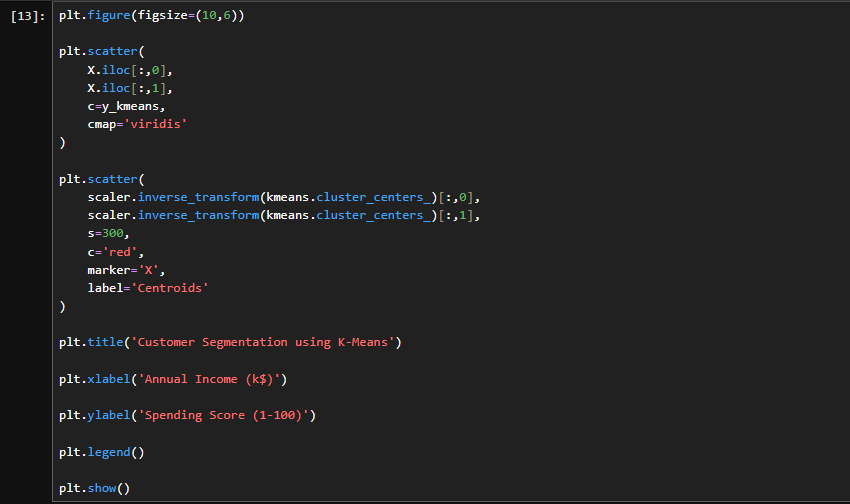 [13]: plt.figure(figsize=(10,6))
plt.scatter(
    X.iloc[:,0],
    X.iloc[:,1],
    c=y_kmeans,
    cmap='viridis'
)
plt.scatter(
    scaler.inverse_transform(kmeans.cluster_centers_)[:,0],
    scaler.inverse_transform(kmeans.cluster_centers_)[:,1],
    s=300,
    c='red',
    marker='X',
    label='Centroids'
)
plt.title('Customer Segmentation using K-Means')
plt.xlabel('Annual Income (k$)')
plt.ylabel('Spending Score (1-100)')
plt.legend()
plt.show()